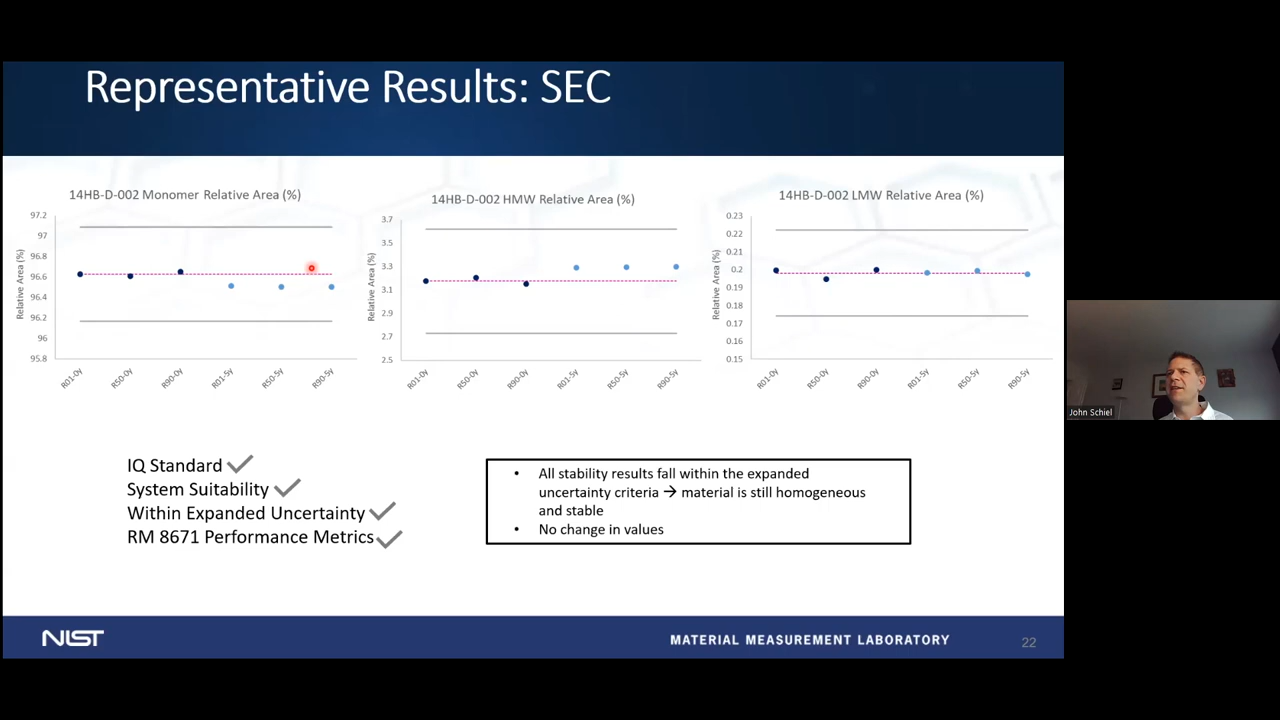 Representative Results: SEC
14HB-D-002 Monomer Relative Area (%)
Relative Area (%)
97.2
97
96.8
96.6
96.4
96.2
96
95.8
R01-0y
R50-0y
R90-0y
R01-5y
R50-5y
R90-5y
14HB-D-002 HMW Relative Area (%)
Relative Area (%)
3.7
3.5
3.3
3.1
2.9
2.7
2.5
R01-0y
R50-0y
R90-0y
R01-5y
R50-5y
R90-5y
14HB-D-002 LMW Relative Area (%)
Relative Area (%)
0.23
0.22
0.21
0.2
0.19
0.18
0.17
0.16
0.15
R01-0y
R50-0y
R90-0y
R01-5y
R50-5y
R90-5y
IQ Standard
System Suitability
Within Expanded Uncertainty
RM 8671 Performance Metrics
• All stability results fall within the expanded
uncertainty criteria → material is still homogeneous
and stable
• No change in values
NIST
MATERIAL MEASUREMENT LABORATORY
22
John Schiel